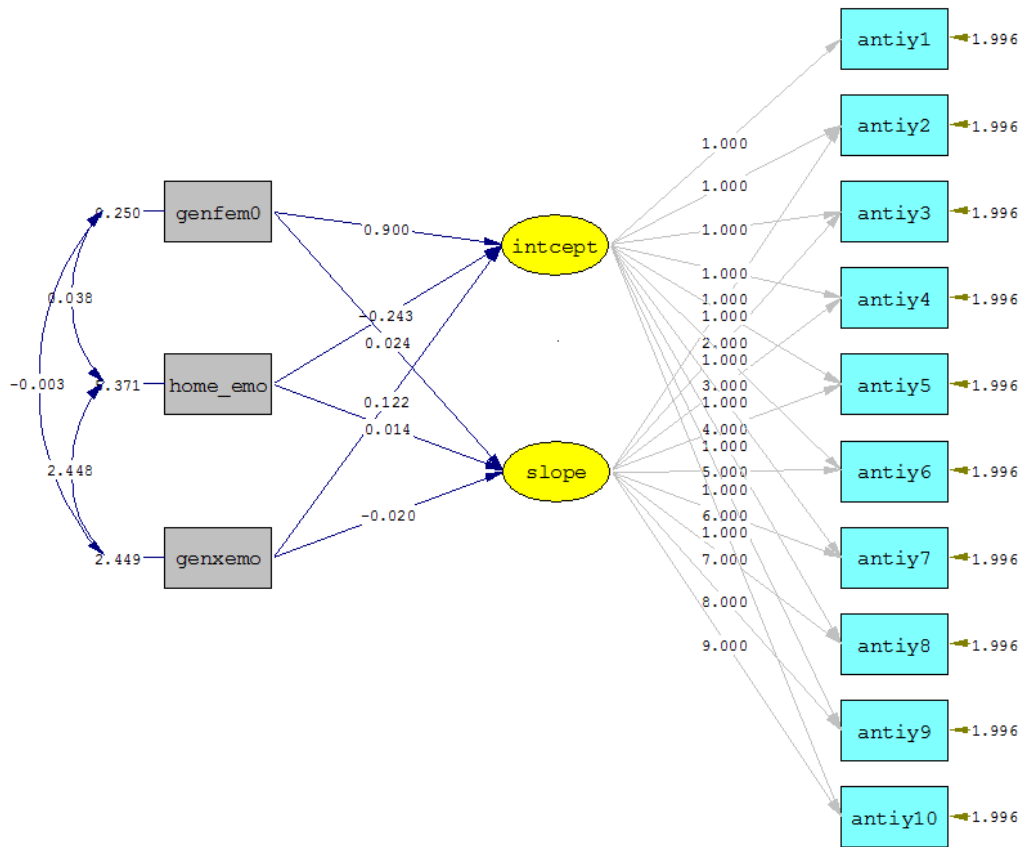 antiy1
1.996
antiy2
1.996
1.000
1.000
0.250
genfem0
antiy3
1.996
0.900
1.000
intcept
1.000
0.038
1.000
antiy4
1.996
-0.243
1.000
0.024
2.000
1.000
-0.003
home_emo
3.000
antiy5
1.996
0.122
1.000
0.014
4.000
1.000
2.448
slope
5.000
antiy6
1.996
1.000
-0.020
6.000
1.000
2.449
genxemo
7.000
antiy7
1.996
8.000
9.000
antiy8
1.996
antiy9
1.996
antiy10
1.996